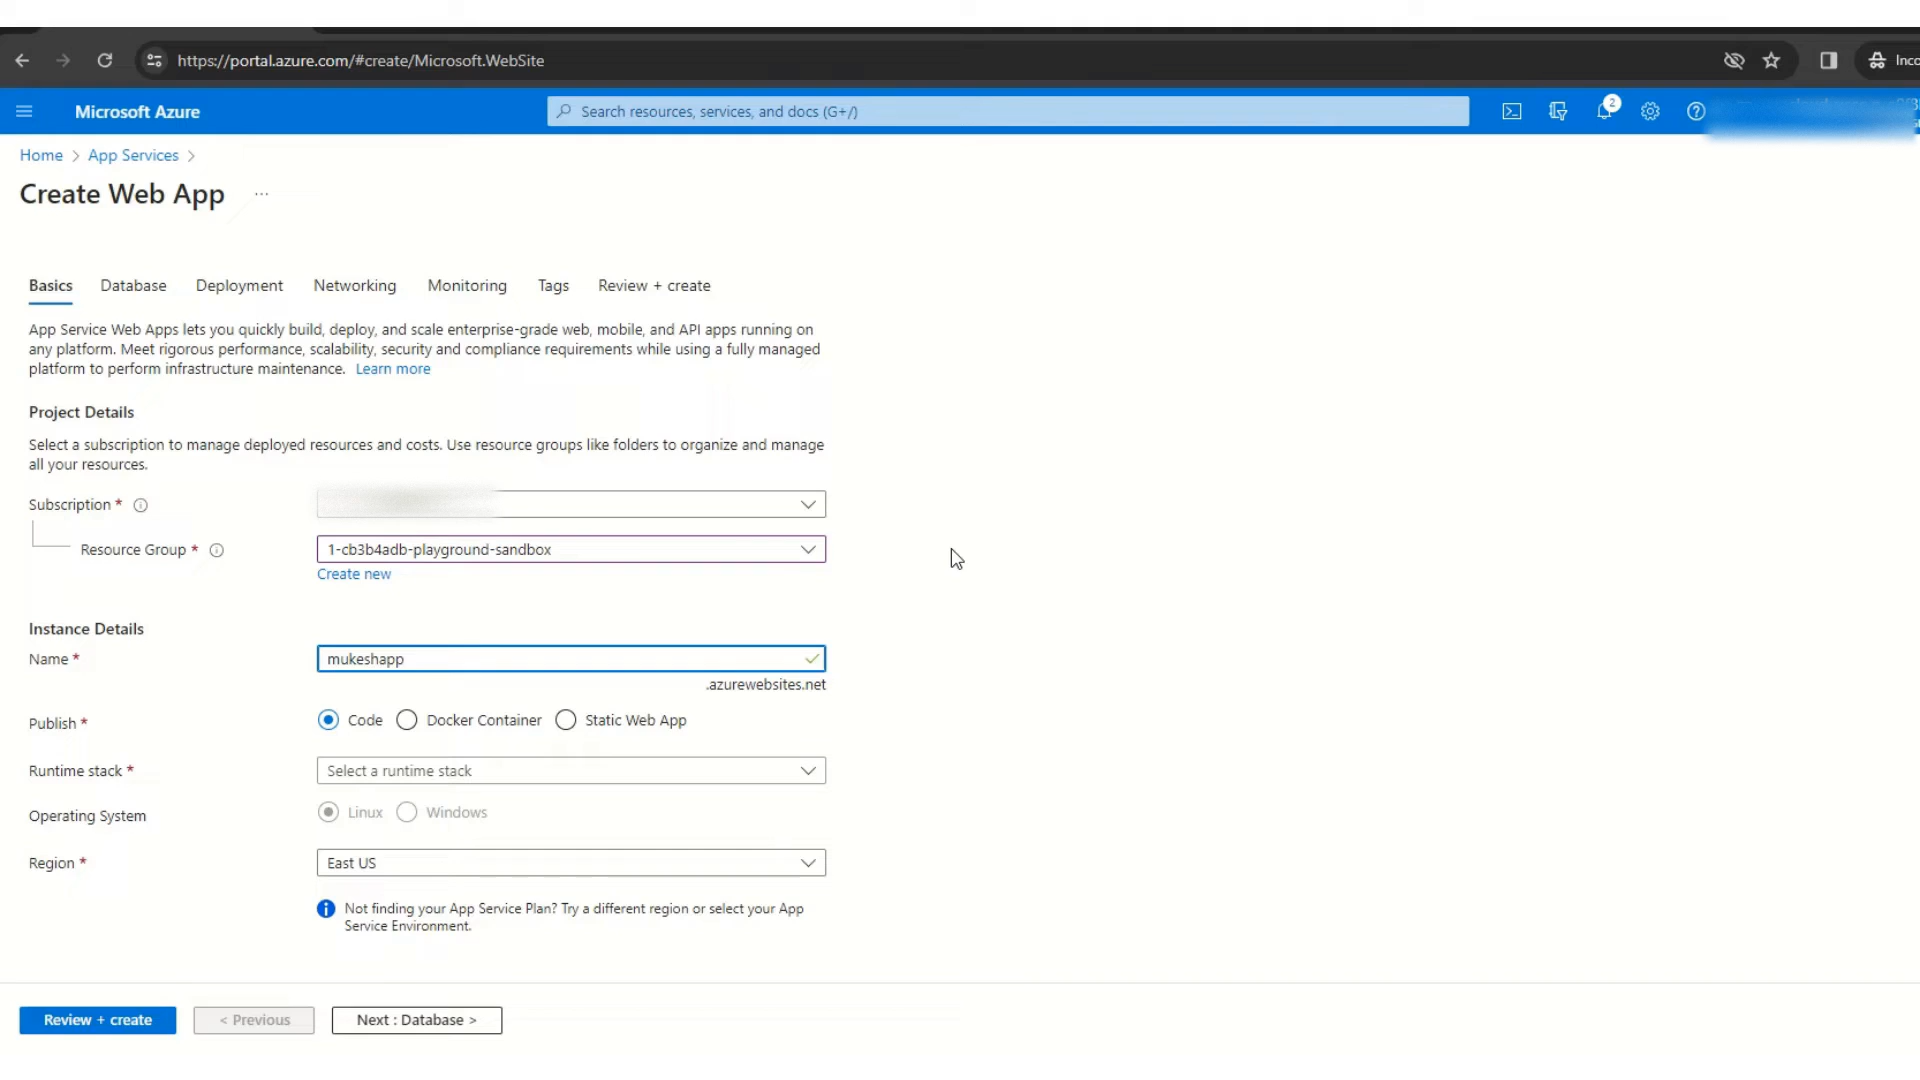 https://portal.azure.com/#create/Microsoft.WebSite
Microsoft Azure
Search resources, services, and docs (G+/)
2
Home > App Services >
Create Web App ...
Basics Database Deployment Networking Monitoring Tags Review + create
App Service Web Apps lets you quickly build, deploy, and scale enterprise-grade web, mobile, and API apps running on
any platform. Meet rigorous performance, scalability, security and compliance requirements while using a fully managed
platform to perform infrastructure maintenance. Learn more
Project Details
Select a subscription to manage deployed resources and costs. Use resource groups like folders to organize and manage
all your resources.
Subscription *
Resource Group * 1-cb3b4adb-playground-sandbox
Create new
Instance Details
Name * mukeshapp
.azurewebsites.net
Publish * Code Docker Container Static Web App
Runtime stack * Select a runtime stack
Operating System Linux Windows
Region * East US
Not finding your App Service Plan? Try a different region or select your App
Service Environment.
Review + create < Previous Next : Database >